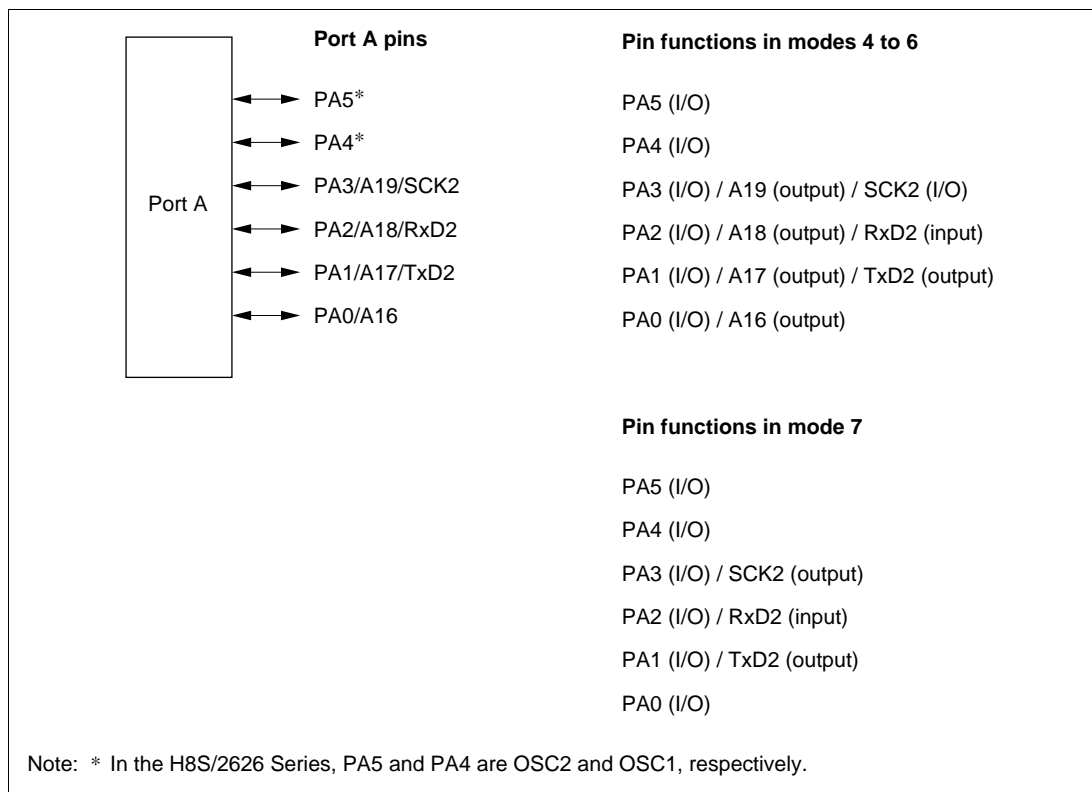 Port A pins
Pin functions in modes 4 to 6
Port A
PA5*
PA5 (I/O)
PA4*
PA4 (I/O)
PA3/A19/SCK2
PA3 (I/O) / A19 (output) / SCK2 (I/O)
PA2/A18/RxD2
PA2 (I/O) / A18 (output) / RxD2 (input)
PA1/A17/TxD2
PA1 (I/O) / A17 (output) / TxD2 (output)
PA0/A16
PA0 (I/O) / A16 (output)
Pin functions in mode 7
PA5 (I/O)
PA4 (I/O)
PA3 (I/O) / SCK2 (output)
PA2 (I/O) / RxD2 (input)
PA1 (I/O) / TxD2 (output)
PA0 (I/O)
Note: * In the H8S/2626 Series, PA5 and PA4 are OSC2 and OSC1, respectively.